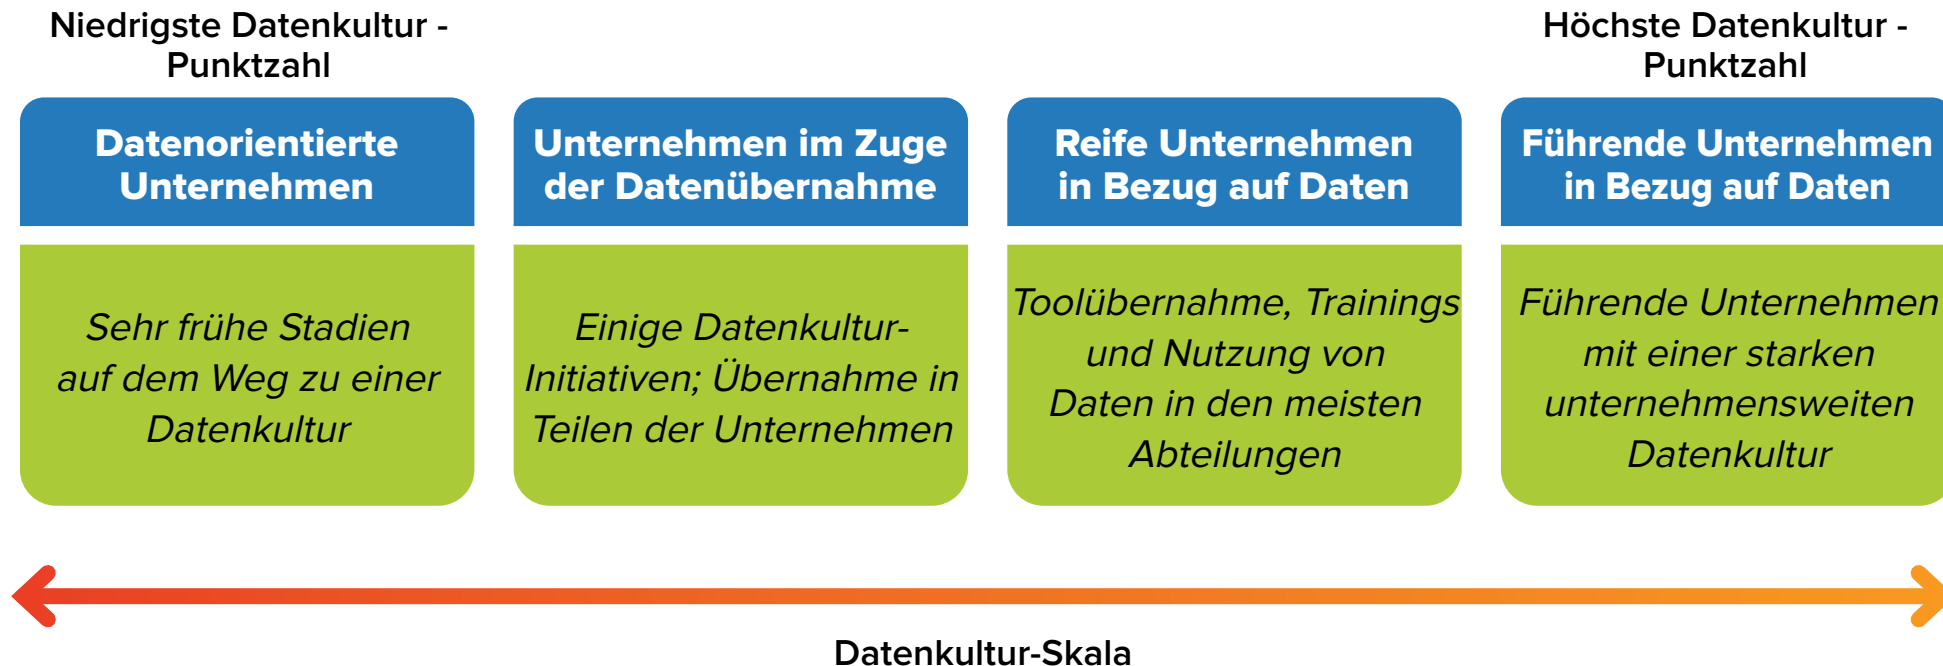 Niedrigste Datenkultur -
Punktzahl
Höchste Datenkultur -
Punktzahl
Datenorientierte
Unternehmen
Unternehmen im Zuge
der Datenübernahme
Reife Unternehmen
in Bezug auf Daten
Führende Unternehmen
in Bezug auf Daten
Sehr frühe Stadien
auf dem Weg zu einer
Datenkultur
Einige Datenkultur-
Initiativen; Übernahme in
Teilen der Unternehmen
Toolübernahme, Trainings
und Nutzung von
Daten in den meisten
Abteilungen
Führende Unternehmen
mit einer starken
unternehmensweiten
Datenkultur
Datenkultur-Skala